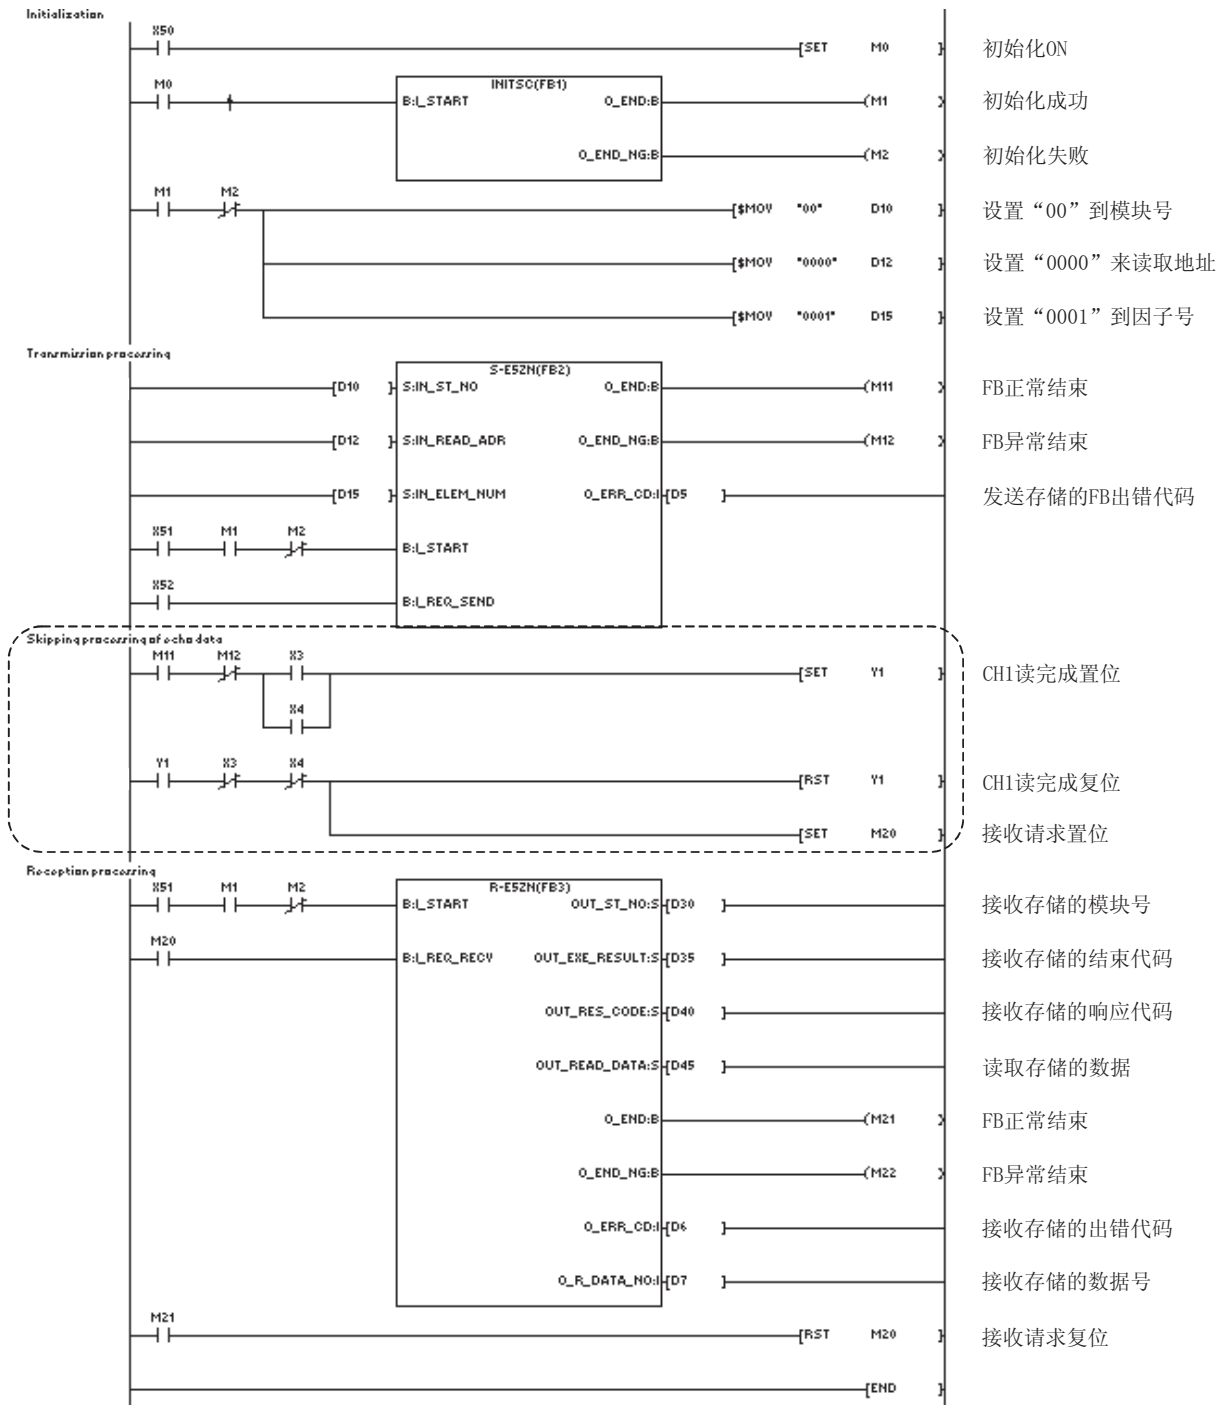 Initialization
X50
[SET M0 ] 初始化ON
M0
INITSC(FB1)
B:I_START O_END:B (M1 ) 初始化成功
O_END_NG:B (M2 ) 初始化失败
M1 M2
[$MOV "00" D10 ] 设置“00”到模块号
[$MOV "0000" D12 ] 设置“0000”来读取地址
[$MOV "0001" D15 ] 设置“0001”到因子号
Transmission processing
S-E5ZN(FB2)
[D10 ] S:IN_ST_NO O_END:B (M11 ) FB正常结束
[D12 ] S:IN_READ_ADR O_END_NG:B (M12 ) FB异常结束
[D15 ] S:IN_ELEM_NUM O_ERR_CD:I [D5 ] 发送存储的FB出错代码
X51 M1 M2
B:I_START
X52
B:I_REQ_SEND
Skipping processing of echo data
M11 M12 X3
[SET Y1 ] CH1读完成置位
X4
Y1 X3 X4
[RST Y1 ] CH1读完成复位
[SET M20 ] 接收请求置位
Reception processing
X51 M1 M2
R-E5ZN(FB3)
B:I_START OUT_ST_NO:S [D30 ] 接收存储的模块号
M20
B:I_REQ_RECV OUT_EXE_RESULT:S [D35 ] 接收存储的结束代码
OUT_RES_CODE:S [D40 ] 接收存储的响应代码
OUT_READ_DATA:S [D45 ] 读取存储的数据
O_END:B (M21 ) FB正常结束
O_END_NG:B (M22 ) FB异常结束
O_ERR_CD:I [D6 ] 接收存储的出错代码
O_R_DATA_NO:I [D7 ] 接收存储的数据号
M21
[RST M20 ] 接收请求复位
[END ]